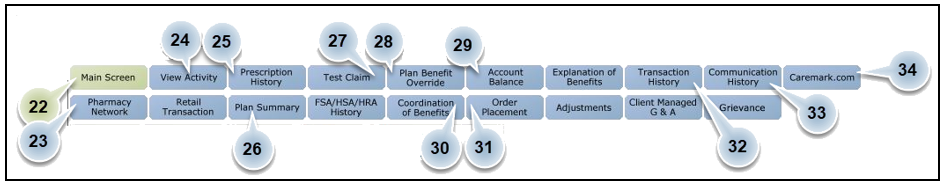 24 25 27 28 29
Main Screen View Activity Prescription History Test Claim Plan Benefit Override Account Balance Explanation of Benefits Transaction History Communication History Caremark.com 34
22
Pharmacy Network Retail Transaction Plan Summary FSA/HSA/HRA History Coordination of Benefits Order Placement Adjustments Client Managed G & A Grievance
23 26 30 31 32 33